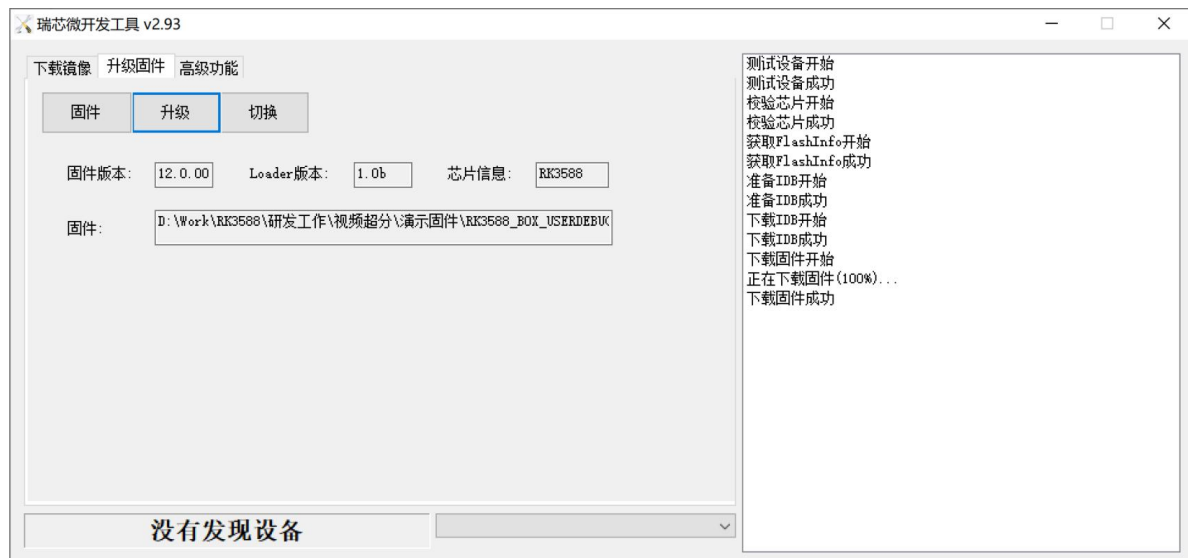 瑞芯微开发工具 v2.93
下载镜像 升级固件 高级功能
固件 升级 切换
固件版本: 12.0.00 Loader版本: 1.0b 芯片信息: RK3588
固件: D:\Work\RK3588\研发工作\视频超分\演示固件\RK3588_BOX_USERDEBUG
没有发现设备
测试设备开始
测试设备成功
校验芯片开始
校验芯片成功
获取FlashInfo开始
获取FlashInfo成功
准备IDB开始
准备IDB成功
下载IDB开始
下载IDB成功
下载固件开始
正在下载固件(100%)...
下载固件成功